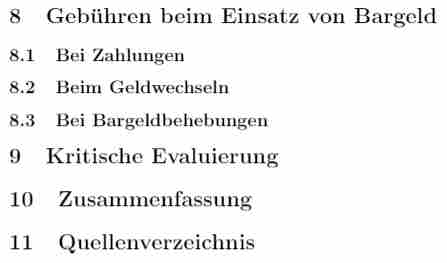 8 Gebühren beim Einsatz von Bargeld
8.1 Bei Zahlungen
8.2 Beim Geldwechseln
8.3 Bei Bargeldbehebungen
9 Kritische Evaluierung
10 Zusammenfassung
11 Quellenverzeichnis